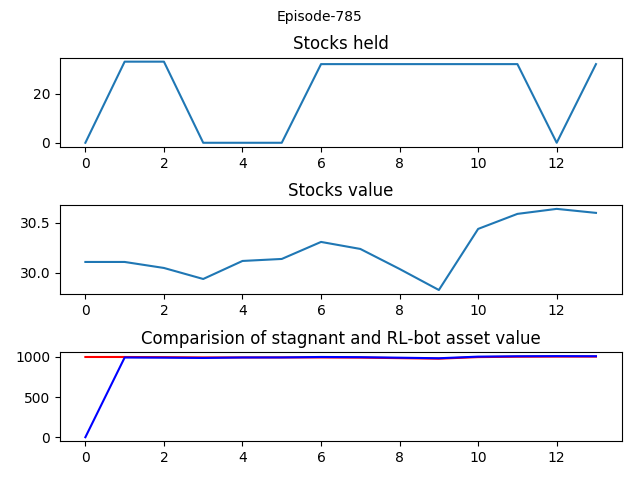 Episode-785
Stocks held
20
0
0 2 4 6 8 10 12
Stocks value
30.5
30.0
0 2 4 6 8 10 12
Comparision of stagnant and RL-bot asset value
1000
500
0
0 2 4 6 8 10 12